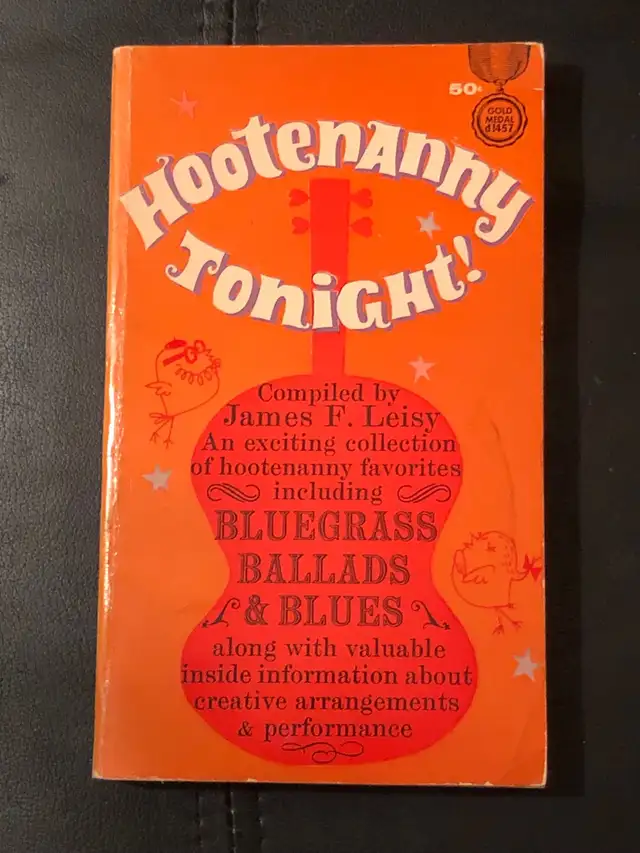 50¢
GOLD
MEDAL
d1457
HOOTENANNY
TONIGHT!
Compiled by
James F. Leisy
An exciting collection
of hootenanny favorites
including
BLUEGRASS
BALLADS
& BLUES
along with valuable
inside information about
creative arrangements
& performance